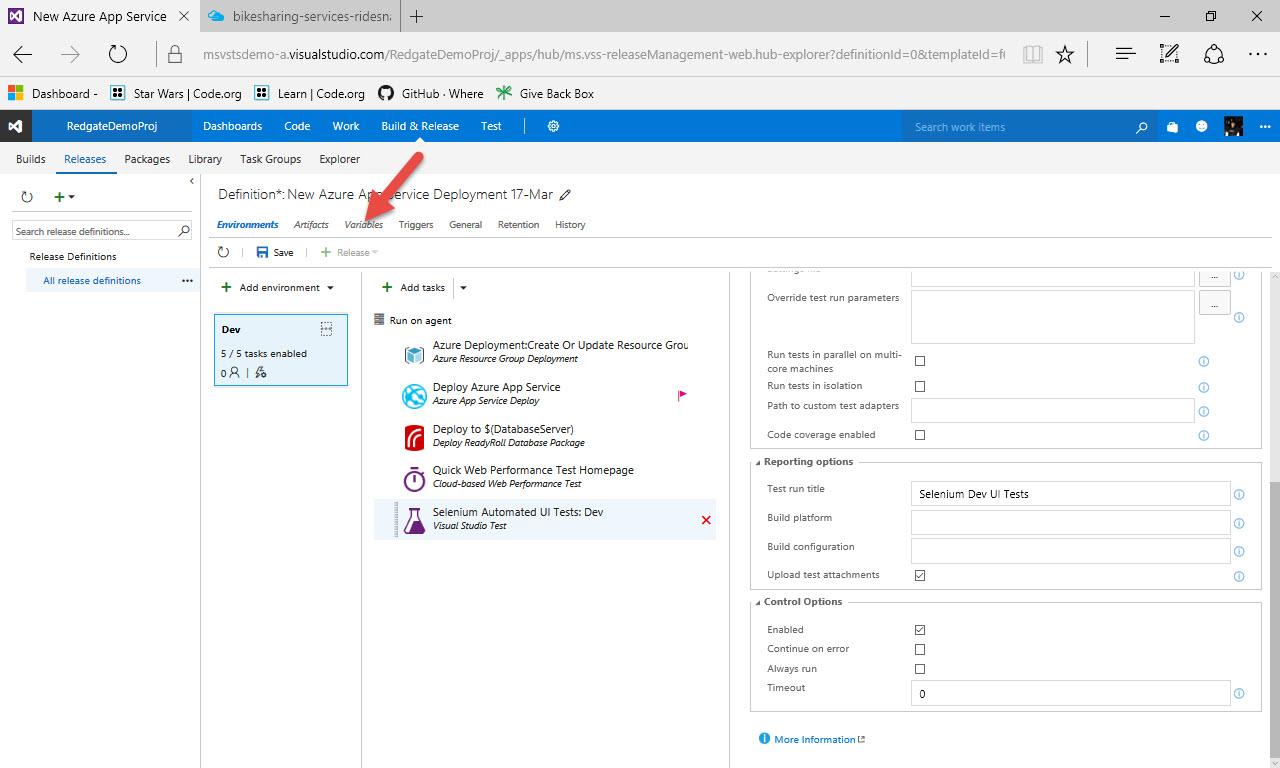 New Azure App Service
bikesharing-services-ridesn
msvstsdemo-a.visualstudio.com/RedgateDemoProj/_apps/hub/ms.vss-releaseManagement-web.hub-explorer?definitionId=0&templateId=f
Dashboard - Star Wars | Code.org Learn | Code.org GitHub · Where Give Back Box
RedgateDemoProj Dashboards Code Work Build & Release Test Search work items
Builds Releases Packages Library Task Groups Explorer
Definition*: New Azure App Service Deployment 17-Mar
Environments Artifacts Variables Triggers General Retention History
Save Release
Search release definitions...
Release Definitions
All release definitions
Add environment
Dev
5 / 5 tasks enabled
0
Add tasks
Run on agent
Azure Deployment:Create Or Update Resource Grou
Azure Resource Group Deployment
Deploy Azure App Service
Azure App Service Deploy
Deploy to $(DatabaseServer)
Deploy ReadyRoll Database Package
Quick Web Performance Test Homepage
Cloud-based Web Performance Test
Selenium Automated UI Tests: Dev
Visual Studio Test
...
Override test run parameters
...
Run tests in parallel on multi-
core machines
Run tests in isolation
Path to custom test adapters
Code coverage enabled
Reporting options
Test run title Selenium Dev UI Tests
Build platform
Build configuration
Upload test attachments
Control Options
Enabled
Continue on error
Always run
Timeout 0
More Information